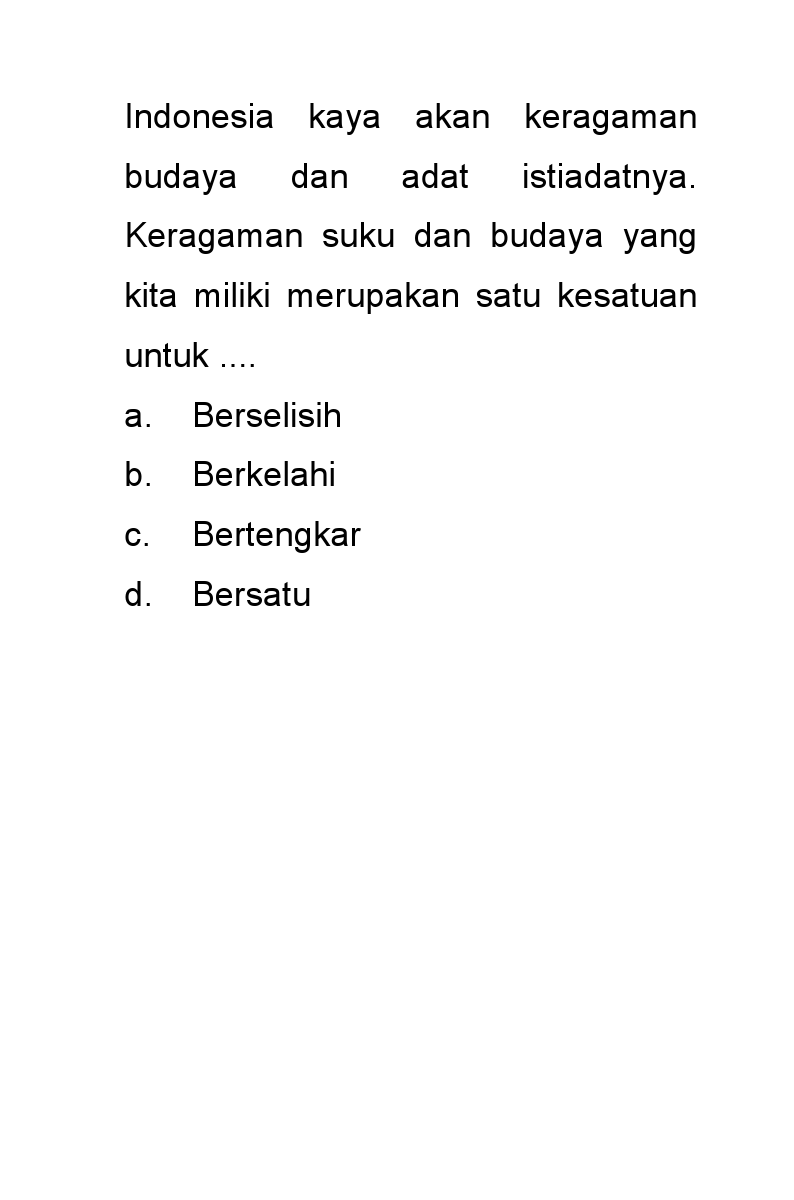 Indonesia kaya akan keragaman
budaya dan adat istiadatnya.
Keragaman suku dan budaya yang
kita miliki merupakan satu kesatuan
untuk ....
a. Berselisih
b. Berkelahi
c. Bertengkar
d. Bersatu